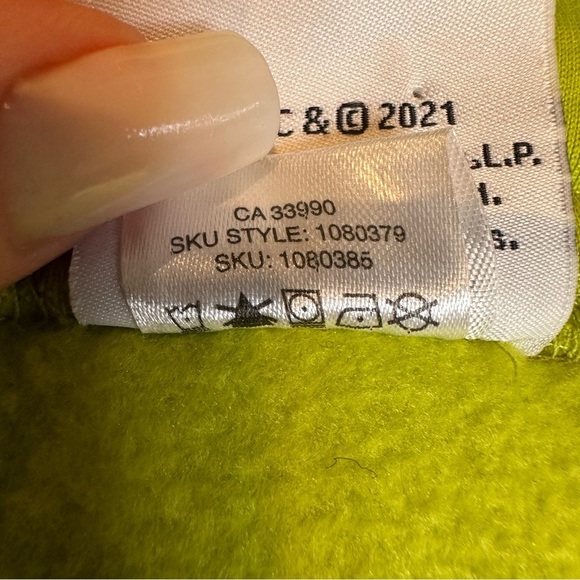 C & © 2021
L.P.
CA 33990
SKU STYLE: 1080379
SKU: 1080385